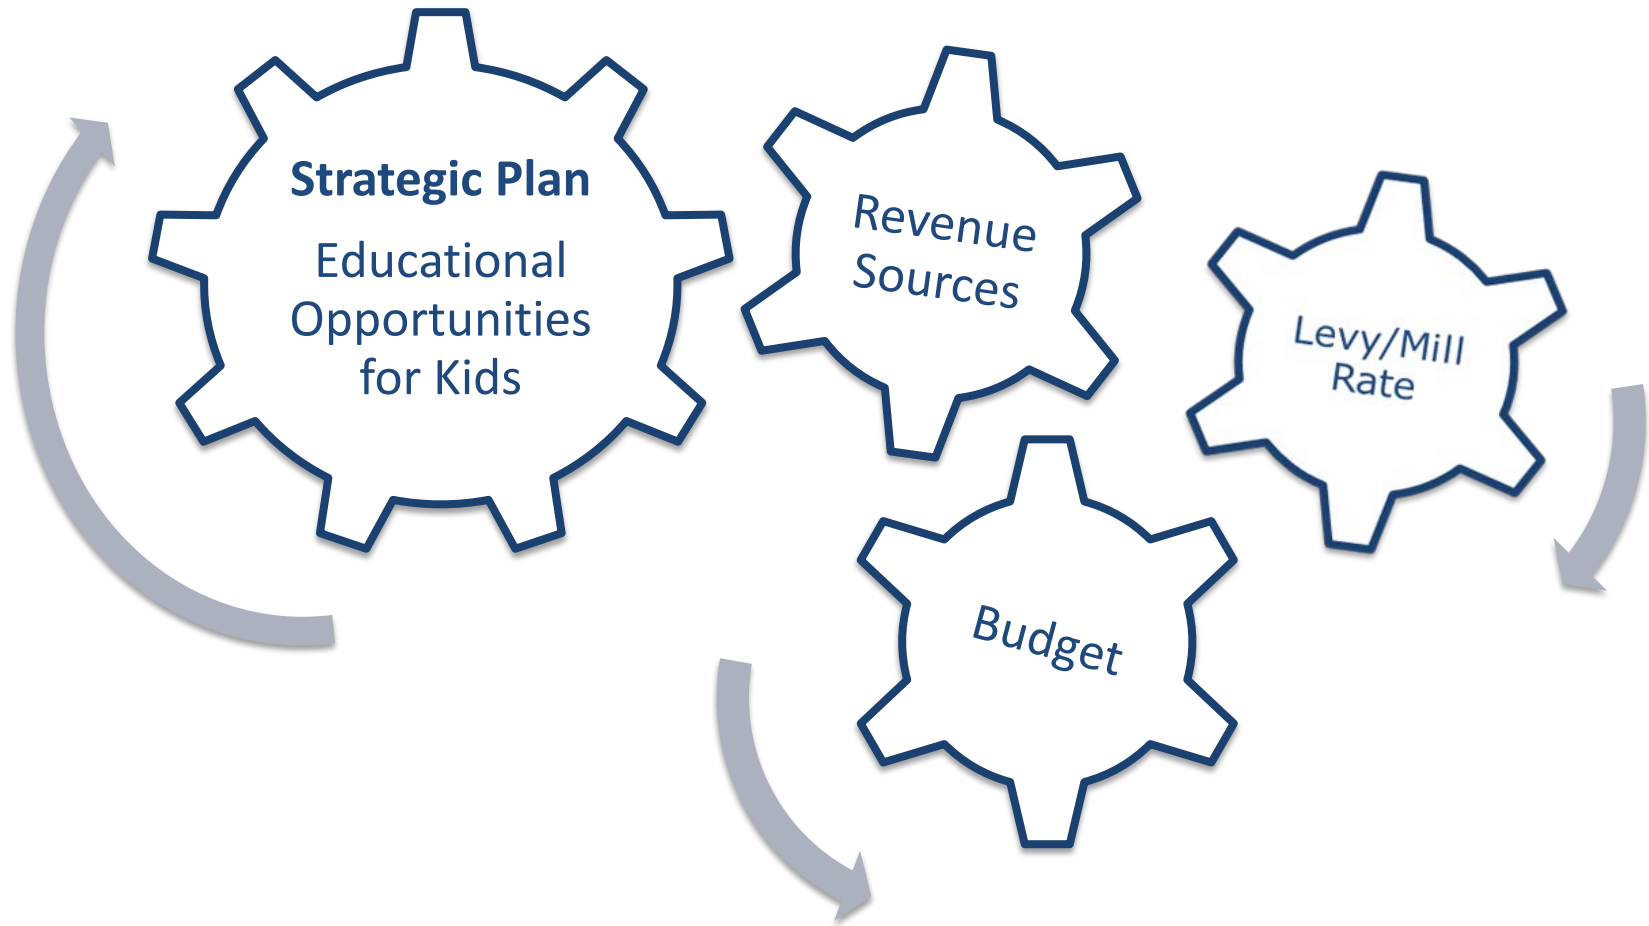 Strategic Plan
Educational
Opportunities
for Kids
Revenue
Sources
Levy/Mill
Rate
Budget